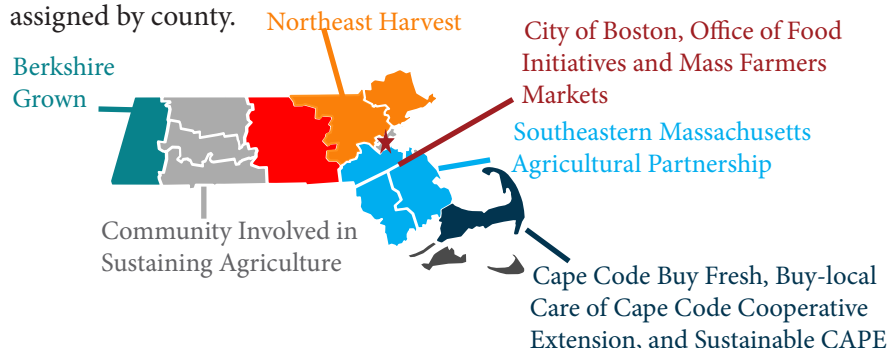 assigned by county.
Northeast Harvest
City of Boston, Office of Food
Initiatives and Mass Farmers
Markets
Berkshire
Grown
Southeastern Massachusetts
Agricultural Partnership
Community Involved in
Sustaining Agriculture
Cape Code Buy Fresh, Buy-local
Care of Cape Code Cooperative
Extension, and Sustainable CAPE